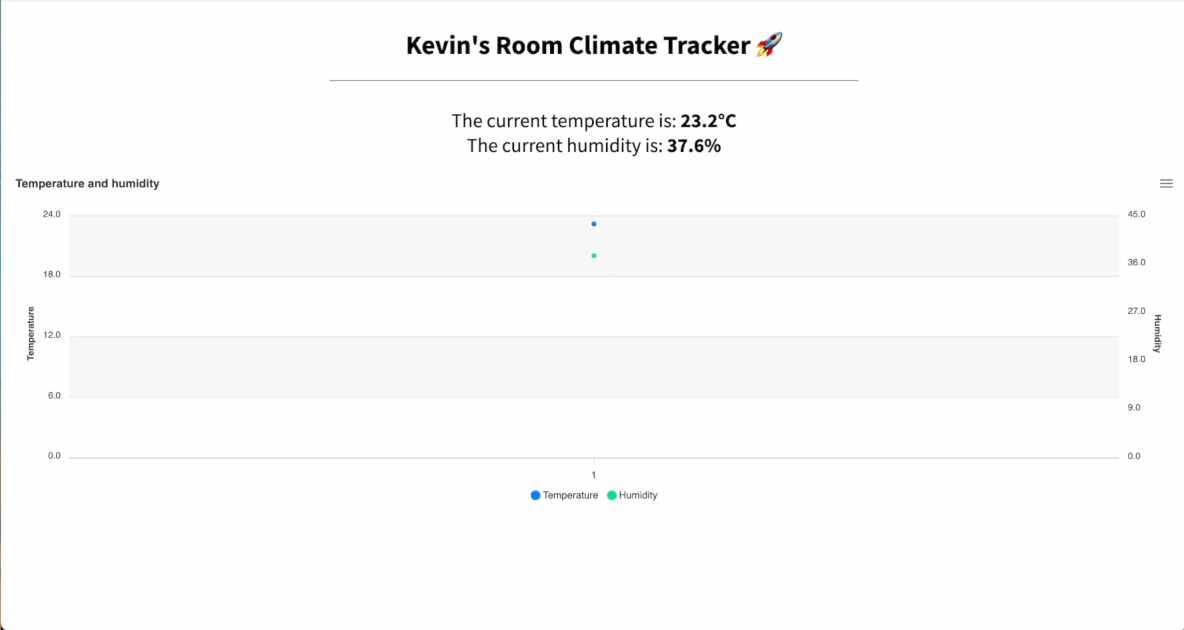 Kevin's Room Climate Tracker 🚀
The current temperature is: 23.2°C
The current humidity is: 37.6%
Temperature and humidity
24.0
18.0
12.0
6.0
0.0
Temperature
45.0
36.0
27.0
18.0
9.0
0.0
Humidity
1
Temperature Humidity